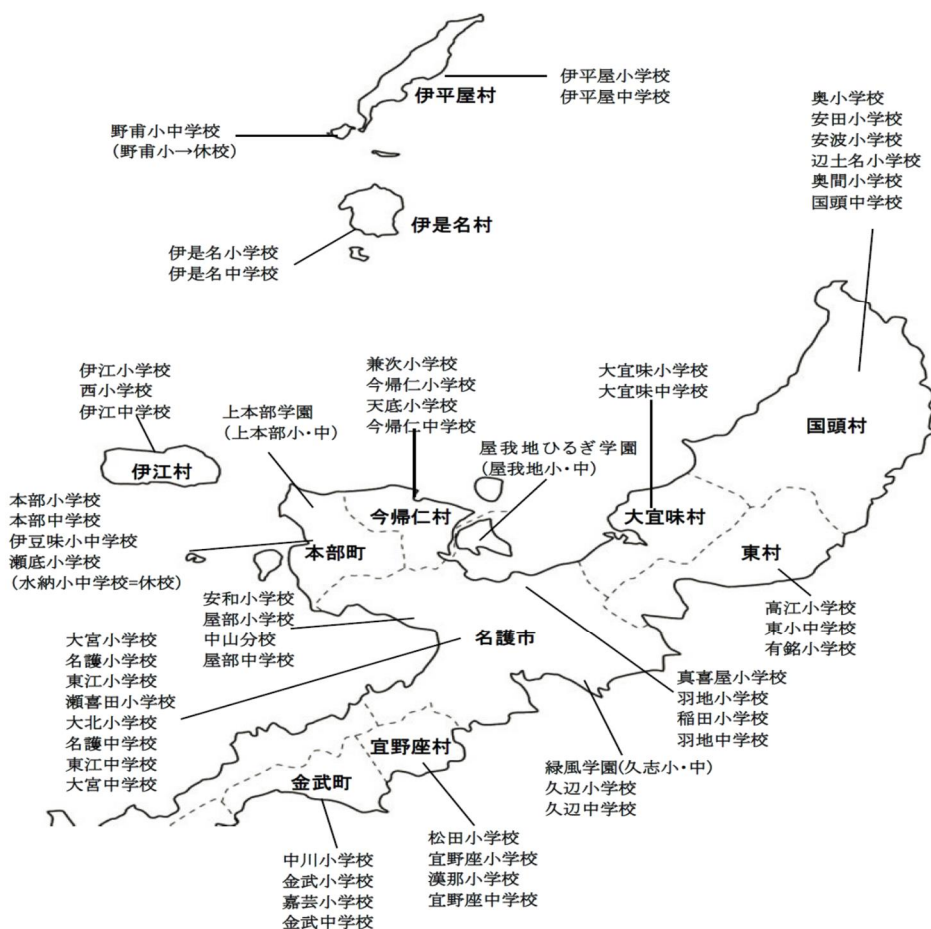 伊平屋小学校
伊平屋中学校
伊平屋村
野甫小中学校
(野甫小→休校)
伊是名村
伊是名小学校
伊是名中学校
奥小学校
安田小学校
安波小学校
辺土名小学校
奥間小学校
国頭中学校
国頭村
伊江小学校
西小学校
伊江中学校
伊江村
上本部学園
(上本部小・中)
兼次小学校
今帰仁小学校
天底小学校
今帰仁中学校
今帰仁村
屋我地ひるぎ学園
(屋我地小・中)
大宜味小学校
大宜味中学校
大宜味村
本部小学校
本部中学校
伊豆味小中学校
瀬底小学校
(水納小中学校=休校)
本部町
東村
高江小学校
東小中学校
有銘小学校
安和小学校
屋部小学校
中山分校
屋部中学校
名護市
大宮小学校
名護小学校
東江小学校
瀬喜田小学校
大北小学校
名護中学校
東江中学校
大宮中学校
真喜屋小学校
羽地小学校
稲田小学校
羽地中学校
緑風学園(久志小・中)
久辺小学校
久辺中学校
宜野座村
金武町
中川小学校
金武小学校
嘉芸小学校
金武中学校
松田小学校
宜野座小学校
漢那小学校
宜野座中学校